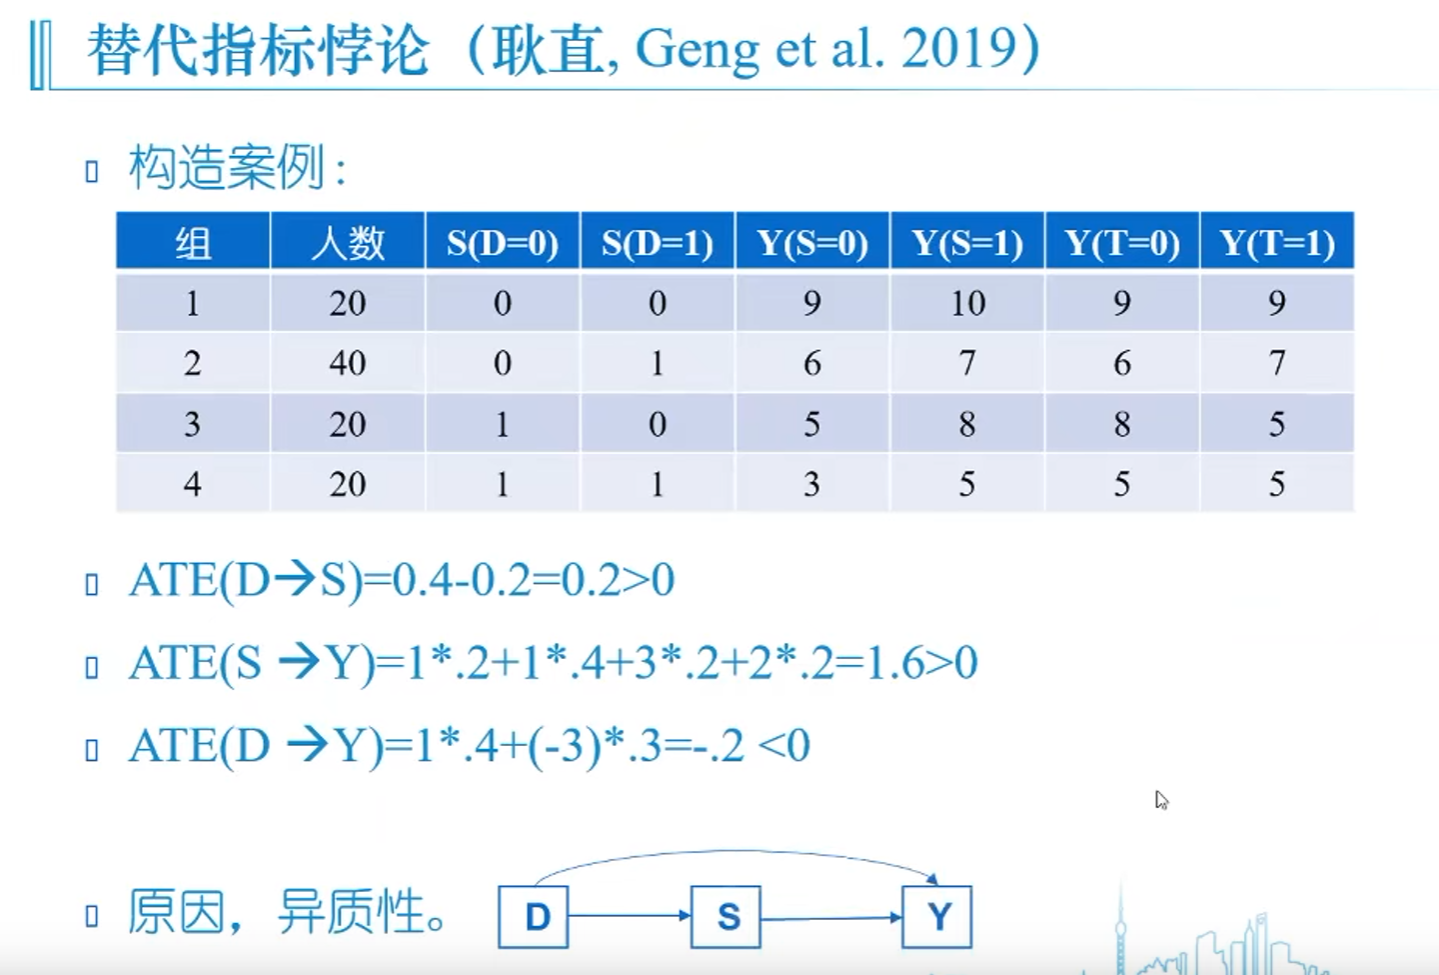 替代指标悖论（耿直, Geng et al. 2019）
构造案例：
组 人数 S(D=0) S(D=1) Y(S=0) Y(S=1) Y(T=0) Y(T=1)
1 20 0 0 9 10 9 9
2 40 0 1 6 7 6 7
3 20 1 0 5 8 8 5
4 20 1 1 3 5 5 5
ATE(D→S)=0.4-0.2=0.2>0
ATE(S →Y)=1*.2+1*.4+3*.2+2*.2=1.6>0
ATE(D →Y)=1*.4+(-3)*.3=-.2 <0
原因，异质性。
D S Y